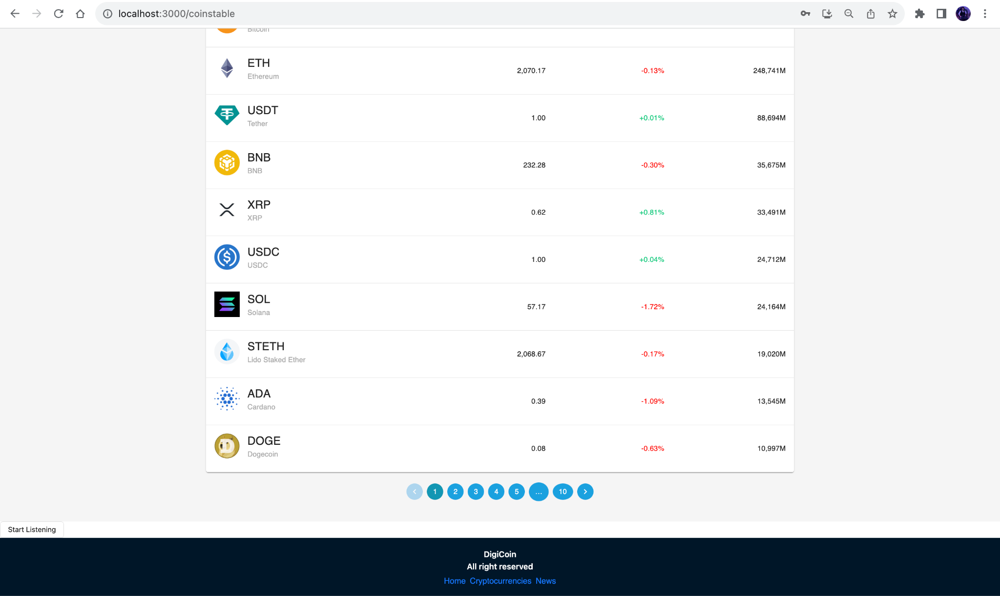 localhost:3000/coinstable
Bitcoin
ETH
Ethereum
2,070.17
-0.13%
248,741M
USDT
Tether
1.00
+0.01%
88,694M
BNB
BNB
232.28
-0.30%
35,675M
XRP
XRP
0.62
+0.81%
33,491M
USDC
USDC
1.00
+0.04%
24,712M
SOL
Solana
57.17
-1.72%
24,164M
STETH
Lido Staked Ether
2,068.67
-0.17%
19,020M
ADA
Cardano
0.39
-1.09%
13,545M
DOGE
Dogecoin
0.08
-0.63%
10,997M
1 2 3 4 5 ... 10
Start Listening
DigiCoin
All right reserved
Home Cryptocurrencies News